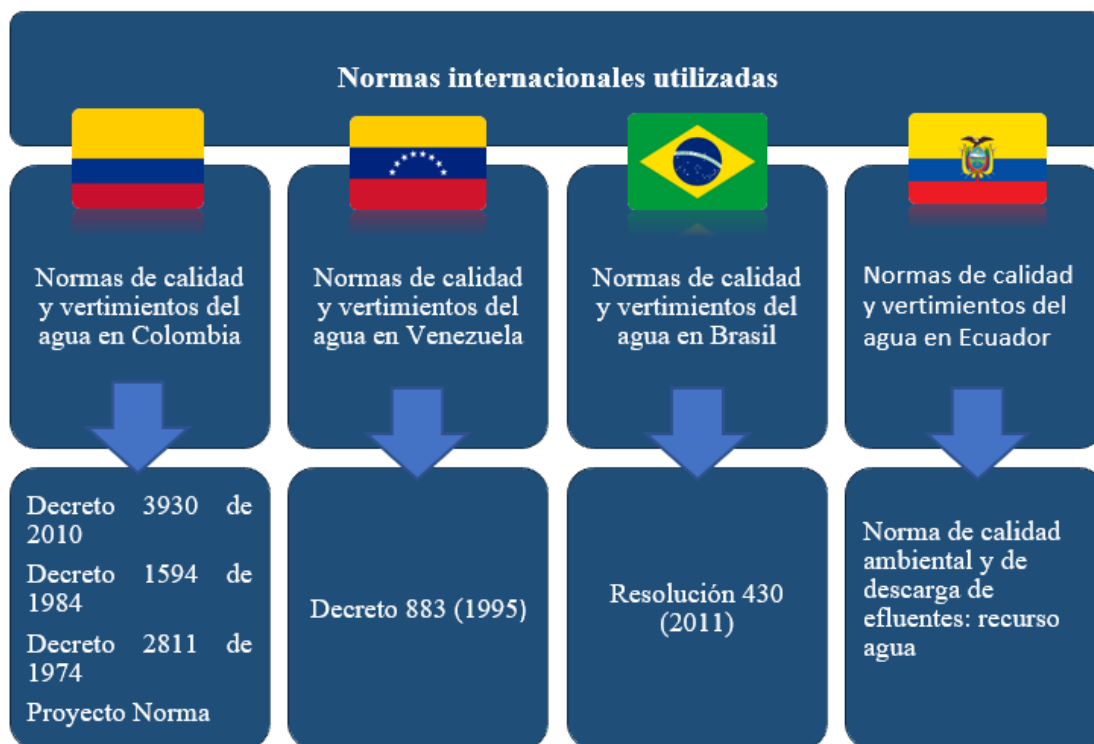 Normas internacionales utilizadas
Normas de calidad
y vertimientos del
agua en Colombia
Normas de calidad
y vertimientos del
agua en Venezuela
Normas de calidad
y vertimientos del
agua en Brasil
Normas de calidad
y vertimientos del
agua en Ecuador
Decreto 3930 de
2010
Decreto 1594 de
1984
Decreto 2811 de
1974
Proyecto Norma
Decreto 883 (1995)
Resolución 430
(2011)
Norma de calidad
ambiental y de
descarga de
efluentes: recurso
agua